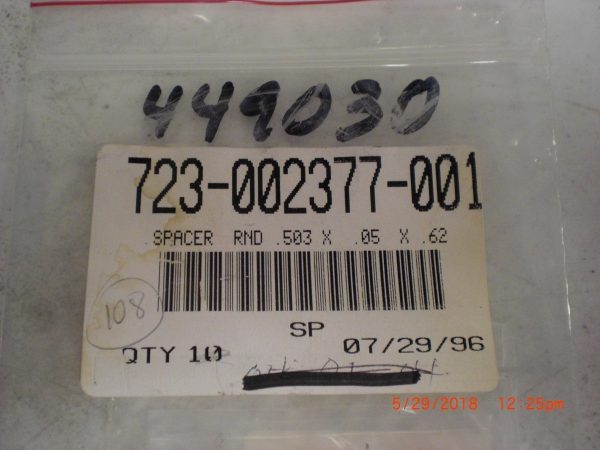 449030
723-002377-001
SPACER RND .503 X .05 X .62
108
SP
QTY 10
07/29/96
5/29/2018 12:25pm